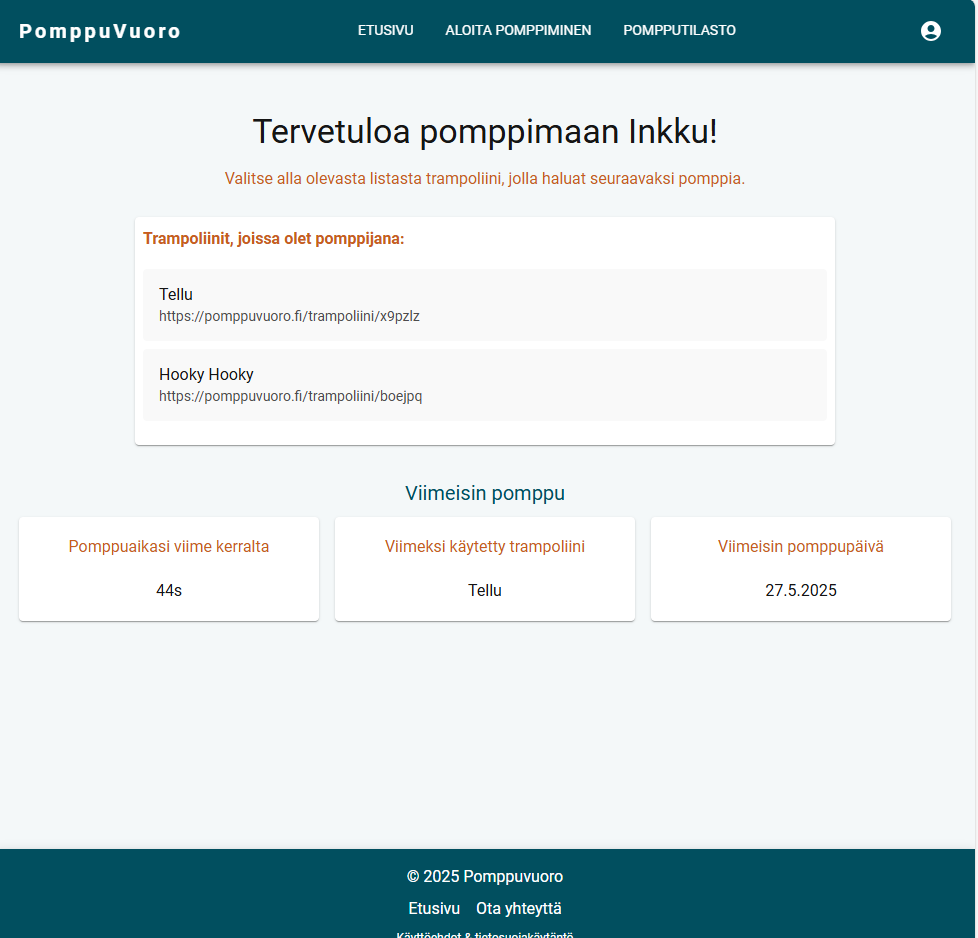 PomppuVuoro
ETUSIVU ALOITA POMPPIMINEN POMPPUTILASTO
Tervetuloa pomppimaan Inkku!
Valitse alla olevasta listasta trampoliini, jolla haluat seuraavaksi pomppia.
Trampoliinit, joissa olet pomppijana:
Tellu
https://pomppuvuoro.fi/trampoliini/x9pzlz
Hooky Hooky
https://pomppuvuoro.fi/trampoliini/boejpq
Viimeisin pomppu
Pomppuaikasi viime kerralta
44s
Viimeksi käytetty trampoliini
Tellu
Viimeisin pomppupäivä
27.5.2025
© 2025 Pomppuvuoro
Etusivu Ota yhteyttä
Käyttöehdot & tietosuojakäytäntö